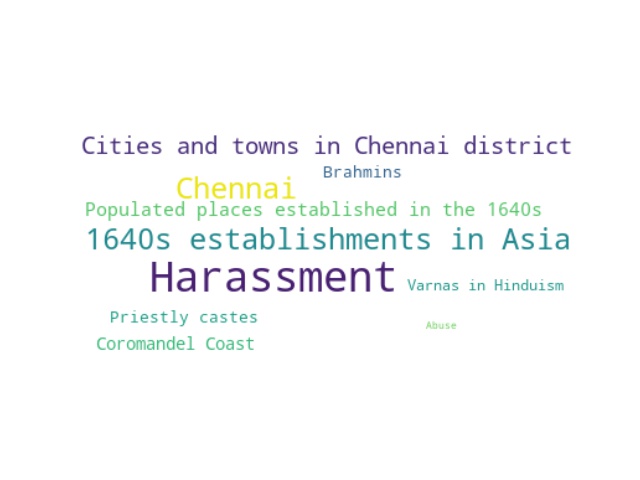 Cities and towns in Chennai district
Brahmins
Chennai
Populated places established in the 1640s
1640s establishments in Asia
Harassment
Varnas in Hinduism
Priestly castes
Abuse
Coromandel Coast